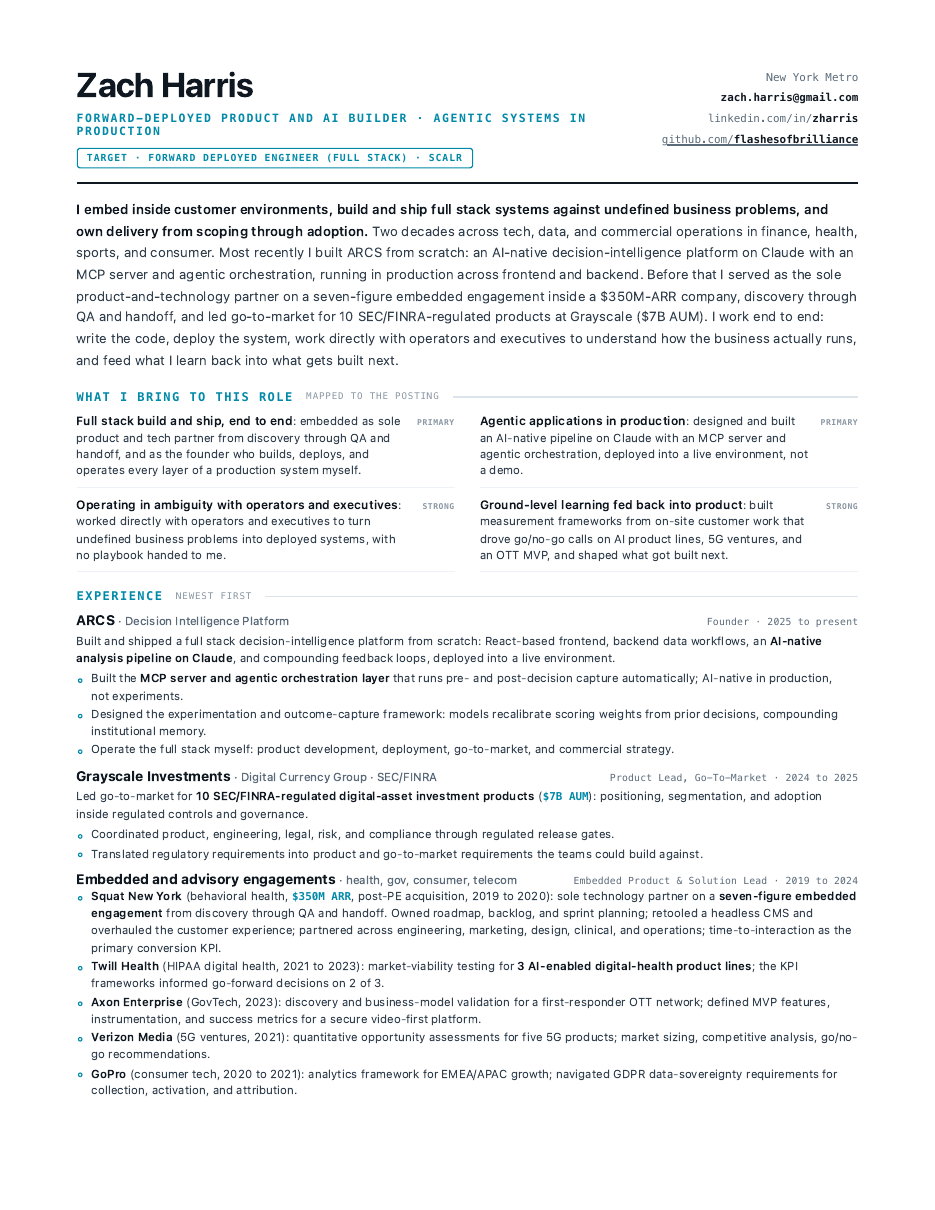 Zach Harris
FORWARD-DEPLOYED PRODUCT AND AI BUILDER · AGENTIC SYSTEMS IN
PRODUCTION
TARGET · FORWARD DEPLOYED ENGINEER (FULL STACK) · SCALR
New York Metro
zach.harris@gmail.com
linkedin.com/in/zharris
github.com/flashesofbrilliance
I embed inside customer environments, build and ship full stack systems against undefined business problems, and
own delivery from scoping through adoption. Two decades across tech, data, and commercial operations in finance, health,
sports, and consumer. Most recently I built ARCS from scratch: an AI-native decision-intelligence platform on Claude with an
MCP server and agentic orchestration, running in production across frontend and backend. Before that I served as the sole
product-and-technology partner on a seven-figure embedded engagement inside a $350M-ARR company, discovery through
QA and handoff, and led go-to-market for 10 SEC/FINRA-regulated products at Grayscale ($7B AUM). I work end to end:
write the code, deploy the system, work directly with operators and executives to understand how the business actually runs,
and feed what I learn back into what gets built next.
WHAT I BRING TO THIS ROLE MAPPED TO THE POSTING
Full stack build and ship, end to end: embedded as sole PRIMARY
product and tech partner from discovery through QA and
handoff, and as the founder who builds, deploys, and
operates every layer of a production system myself.
Agentic applications in production: designed and built PRIMARY
an AI-native pipeline on Claude with an MCP server and
agentic orchestration, deployed into a live environment, not
a demo.
Operating in ambiguity with operators and executives: STRONG
worked directly with operators and executives to turn
undefined business problems into deployed systems, with
no playbook handed to me.
Ground-level learning fed back into product: built STRONG
measurement frameworks from on-site customer work that
drove go/no-go calls on AI product lines, 5G ventures, and
an OTT MVP, and shaped what got built next.
EXPERIENCE NEWEST FIRST
ARCS · Decision Intelligence Platform Founder · 2025 to present
Built and shipped a full stack decision-intelligence platform from scratch: React-based frontend, backend data workflows, an AI-native
analysis pipeline on Claude, and compounding feedback loops, deployed into a live environment.
Built the MCP server and agentic orchestration layer that runs pre- and post-decision capture automatically; AI-native in production,
not experiments.
Designed the experimentation and outcome-capture framework: models recalibrate scoring weights from prior decisions, compounding
institutional memory.
Operate the full stack myself: product development, deployment, go-to-market, and commercial strategy.
Grayscale Investments · Digital Currency Group · SEC/FINRA Product Lead, Go-To-Market · 2024 to 2025
Led go-to-market for 10 SEC/FINRA-regulated digital-asset investment products ($7B AUM): positioning, segmentation, and adoption
inside regulated controls and governance.
Coordinated product, engineering, legal, risk, and compliance through regulated release gates.
Translated regulatory requirements into product and go-to-market requirements the teams could build against.
Embedded and advisory engagements · health, gov, consumer, telecom Embedded Product & Solution Lead · 2019 to 2024
Squat New York (behavioral health, $350M ARR, post-PE acquisition, 2019 to 2020): sole technology partner on a seven-figure embedded
engagement from discovery through QA and handoff. Owned roadmap, backlog, and sprint planning; retooled a headless CMS and
overhauled the customer experience; partnered across engineering, marketing, design, clinical, and operations; time-to-interaction as the
primary conversion KPI.
Twill Health (HIPAA digital health, 2021 to 2023): market-viability testing for 3 AI-enabled digital-health product lines; the KPI
frameworks informed go-forward decisions on 2 of 3.
Axon Enterprise (GovTech, 2023): discovery and business-model validation for a first-responder OTT network; defined MVP features,
instrumentation, and success metrics for a secure video-first platform.
Verizon Media (5G ventures, 2021): quantitative opportunity assessments for five 5G products; market sizing, competitive analysis, go/no-
go recommendations.
GoPro (consumer tech, 2020 to 2021): analytics framework for EMEA/APAC growth; navigated GDPR data-sovereignty requirements for
collection, activation, and attribution.